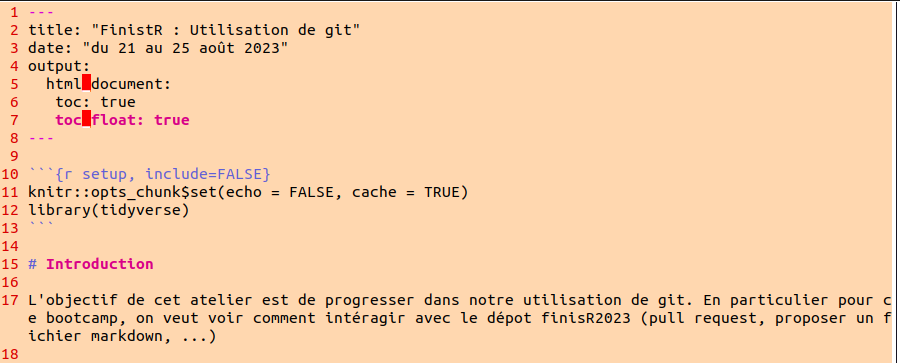 1 ---
2 title: "FinistR : Utilisation de git"
3 date: "du 21 au 25 août 2023"
4 output:
5   html_document:
6    toc: true
7    toc_float: true
8 ---
9
10 ```{r setup, include=FALSE}
11 knitr::opts_chunk$set(echo = FALSE, cache = TRUE)
12 library(tidyverse)
13 ```
14
15 # Introduction
16
17 L'objectif de cet atelier est de progresser dans notre utilisation de git. En particulier pour c
e bootcamp, on veut voir comment intéragir avec le dépot finisR2023 (pull request, proposer un f
ichier markdown, ...)
18